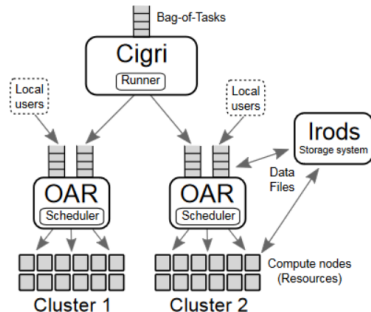 Bag-of-Tasks
Cigri
Runner
Local
users
Local
users
Irods
Storage system
Data
Files
OAR
Scheduler
OAR
Scheduler
Compute nodes
(Resources)
Cluster 1
Cluster 2